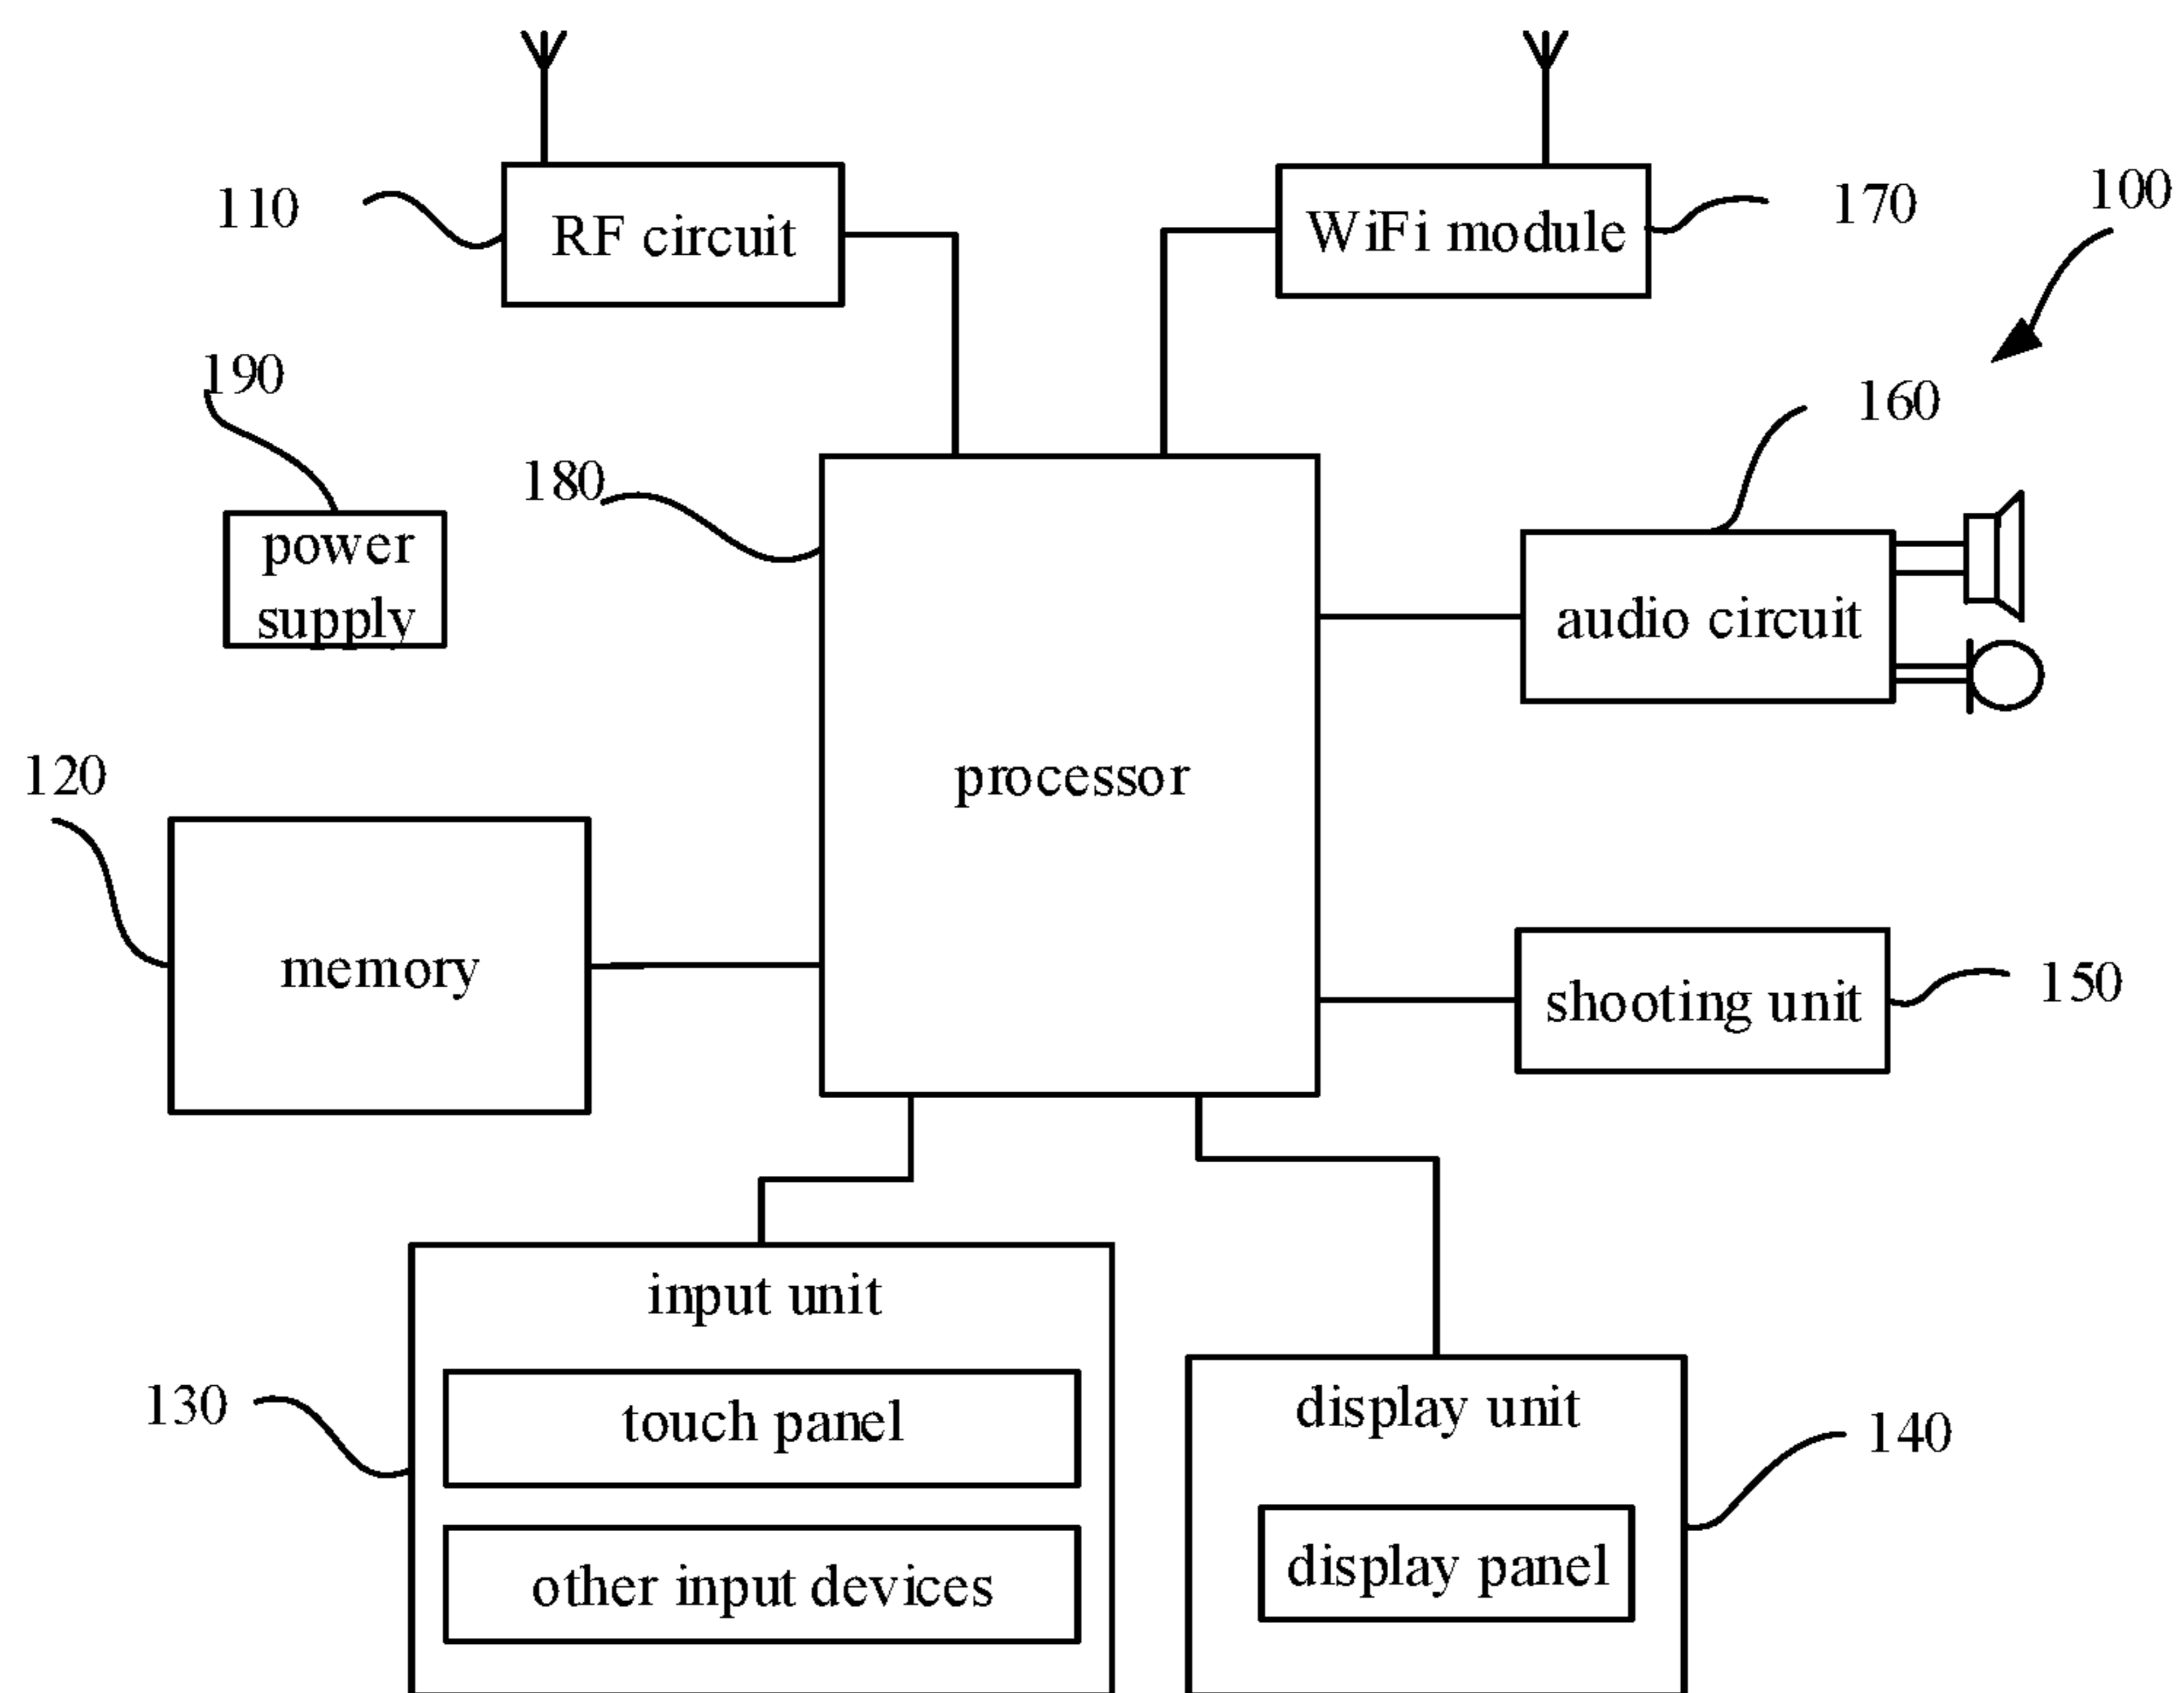 110
RF circuit
WiFi module
170
100
190
160
180
power
supply
audio circuit
120
processor
memory
shooting unit
150
input unit
130
touch panel
display unit
140
other input devices
display panel